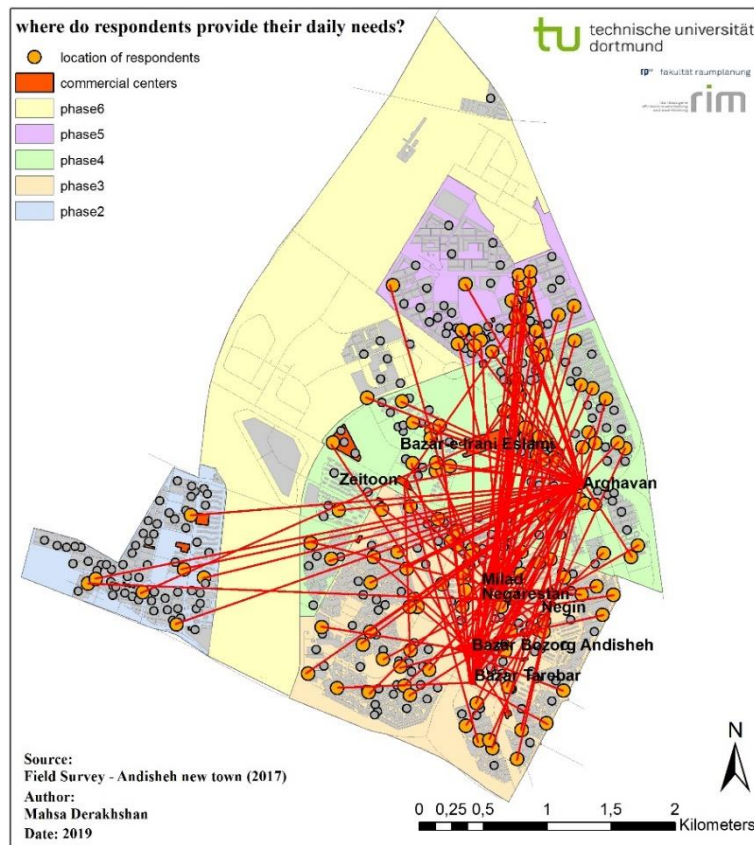 where do respondents provide their daily needs?
location of respondents
commercial centers
phase6
phase5
phase4
phase3
phase2
tu technische universität
dortmund
rp fakultät raumplanung
rim
Bazar-e-Irani Eslami
Zeitoon
Arghavan
Milad
Negarestan
Negin
Bazar Bozorg Andisheh
Bazar Tarebar
N
Source:
Field Survey - Andisheh new town (2017)
Author:
Mahsa Derakhshan
Date: 2019
0 0,25 0,5 1 2
Kilometers